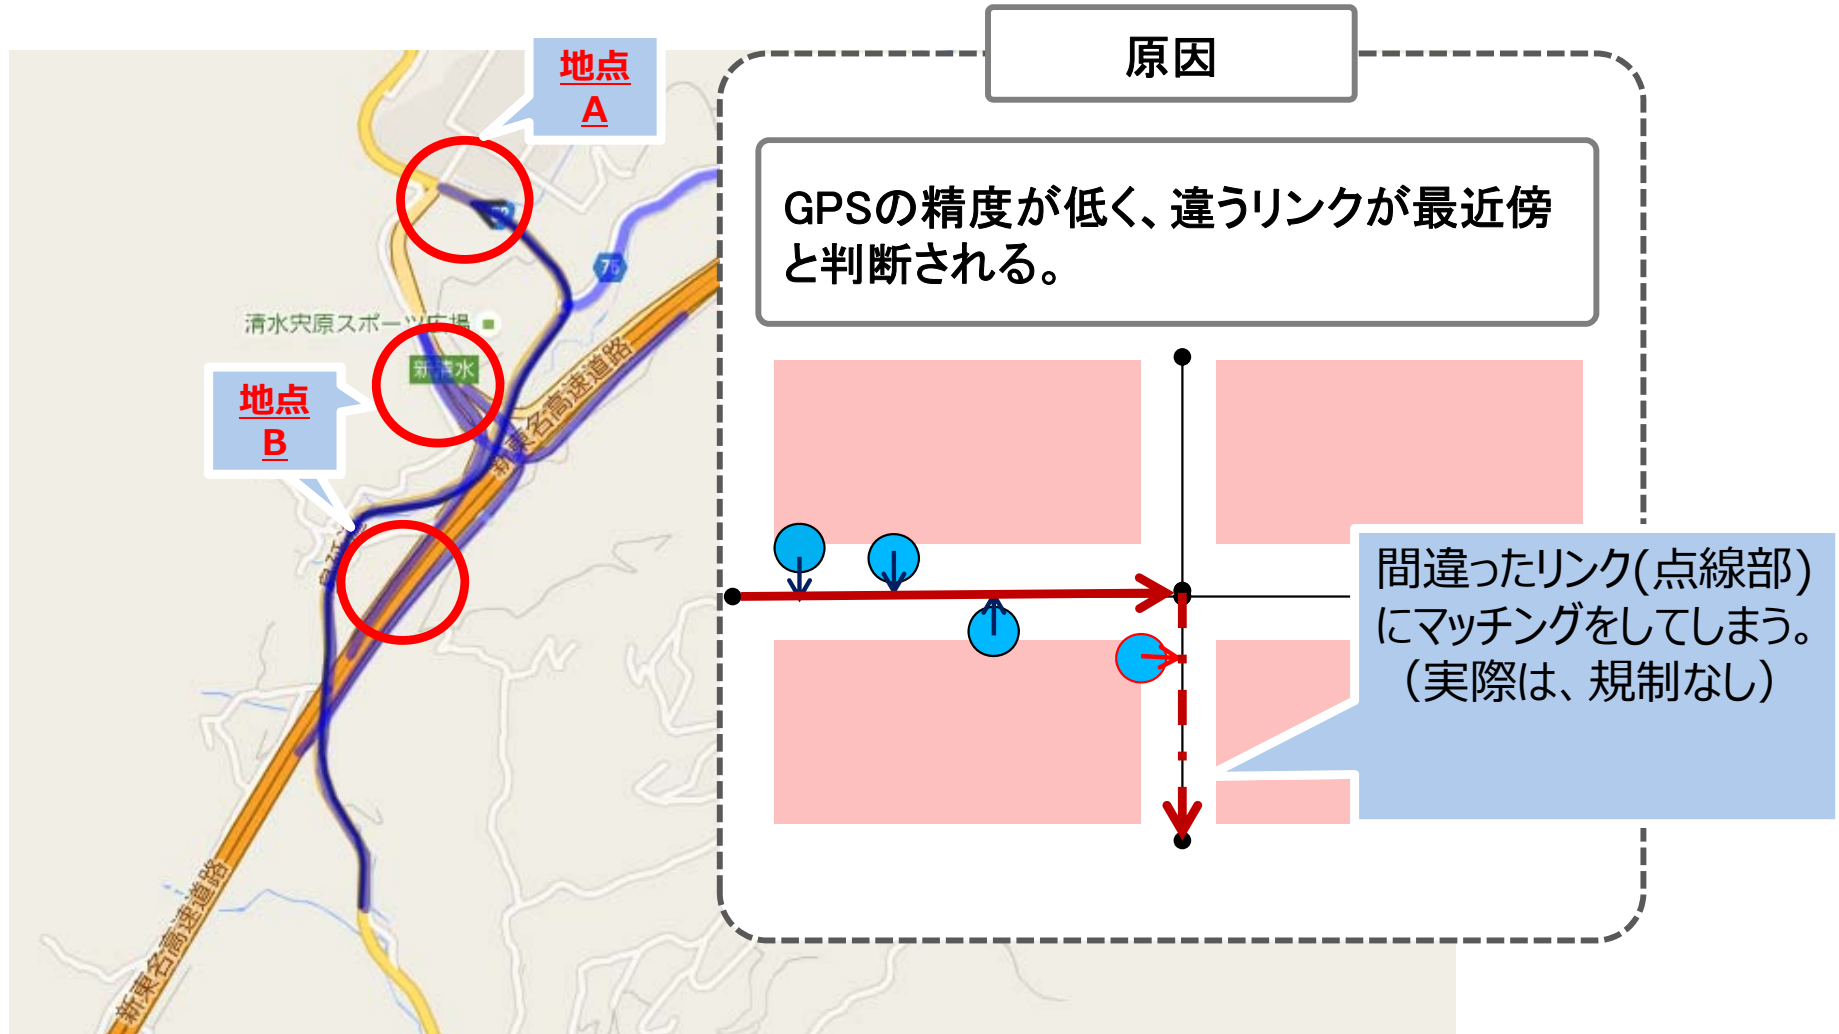 原因
地点
A
GPSの精度が低く、違うリンクが最近傍
と判断される。
75
清水宍原スポーツ広場
新清水
新東名高速道路
地点
B
間違ったリンク(点線部)
にマッチングをしてしまう。
（実際は、規制なし）
新東名高速道路